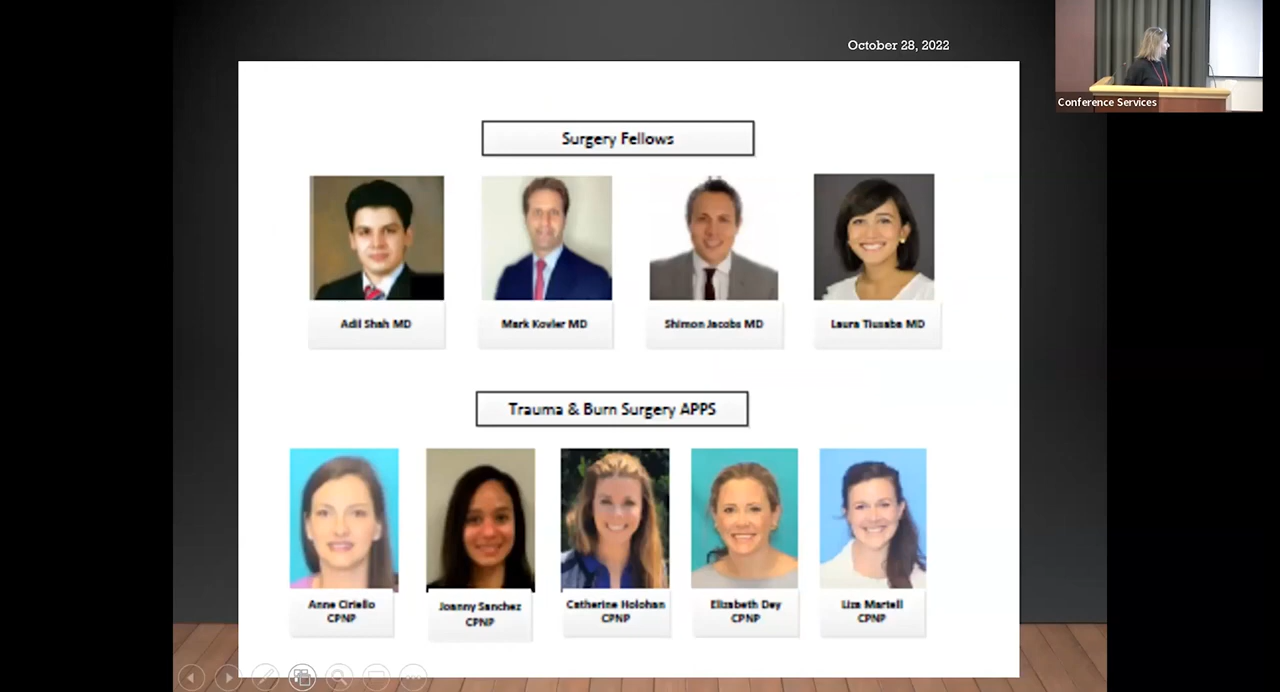 October 28, 2022
Conference Services
Surgery Fellows
Adil Shah MD
Mark Kovler MD
Shimon Jacobs MD
Laura Tiusaba MD
Trauma & Burn Surgery APPS
Anne Ciriello
CPNP
Joanny Sanchez
CPNP
Catherine Holohan
CPNP
Elizabeth Dey
CPNP
Liza Martell
CPNP